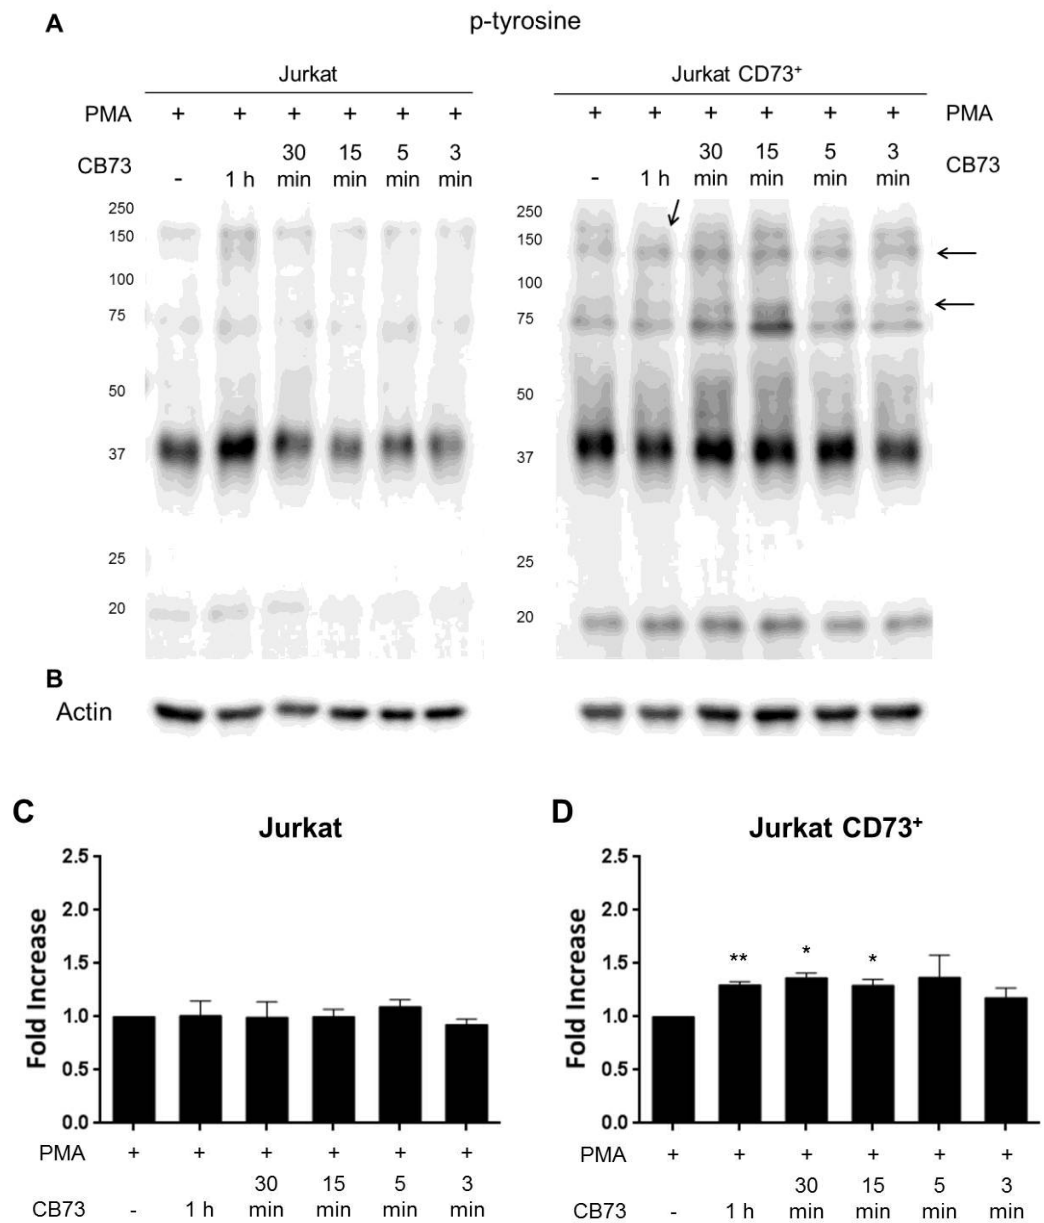 A
p-tyrosine
Jurkat
Jurkat CD73+
PMA + + + + + +
+ + + + + + PMA
CB73 - 1 h 30 min 15 min 5 min 3 min
- 1 h 30 min 15 min 5 min 3 min CB73
250
150
100
75
50
37
25
20
250
150
100
75
50
37
25
20
B
Actin
C
Jurkat
Fold Increase
2.5
2.0
1.5
1.0
0.5
0.0
PMA + + + + + +
CB73 - 1 h 30 min 15 min 5 min 3 min
D
Jurkat CD73+
Fold Increase
2.5
2.0
1.5
1.0
0.5
0.0
** * *
PMA + + + + + +
CB73 - 1 h 30 min 15 min 5 min 3 min